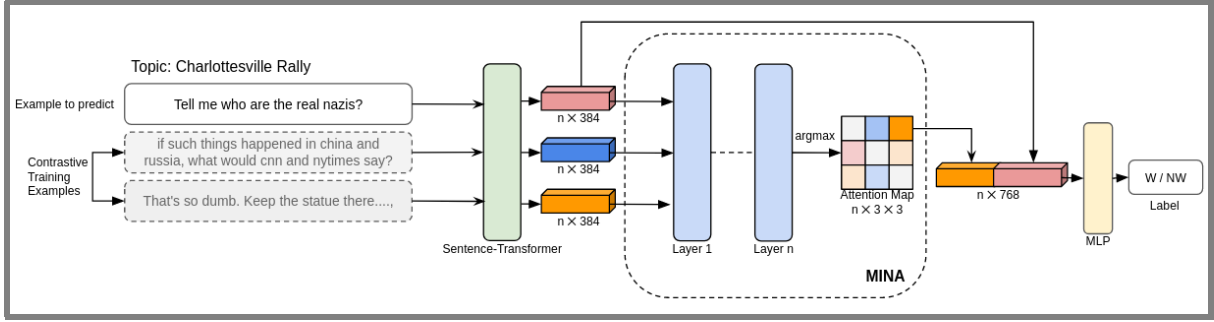 Topic: Charlottesville Rally
Example to predict
Tell me who are the real nazis?
Contrastive
Training
Examples
if such things happened in china and
russia, what would cnn and nytimes say?
That's so dumb. Keep the statue there....,
Sentence-Transformer
n × 384
n × 384
n × 384
Layer 1
Layer n
argmax
Attention Map
n × 3 × 3
MINA
n × 768
MLP
W / NW
Label